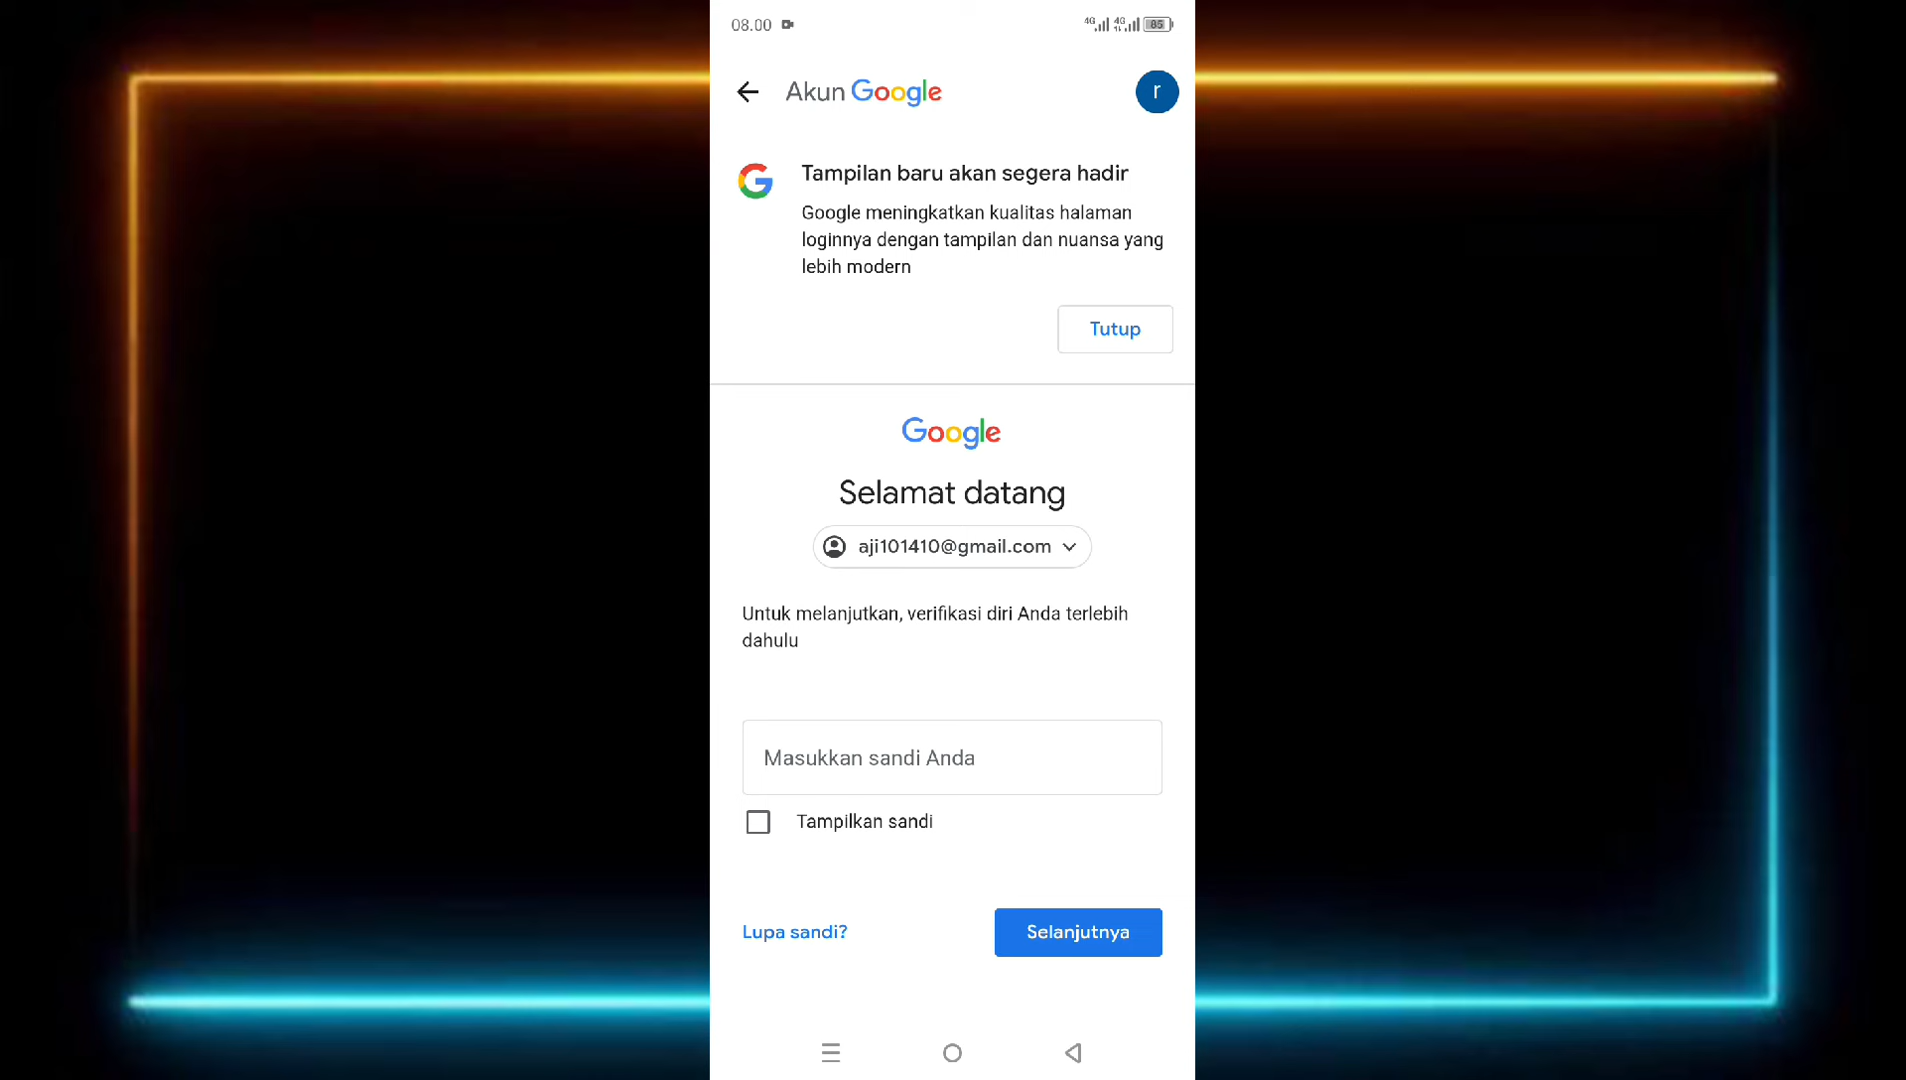 08.00
4G 4G 85
Akun Google
r
Tampilan baru akan segera hadir
Google meningkatkan kualitas halaman
loginnya dengan tampilan dan nuansa yang
lebih modern
Tutup
Google
Selamat datang
aji101410@gmail.com
Untuk melanjutkan, verifikasi diri Anda terlebih
dahulu
Masukkan sandi Anda
Tampilkan sandi
Lupa sandi?
Selanjutnya